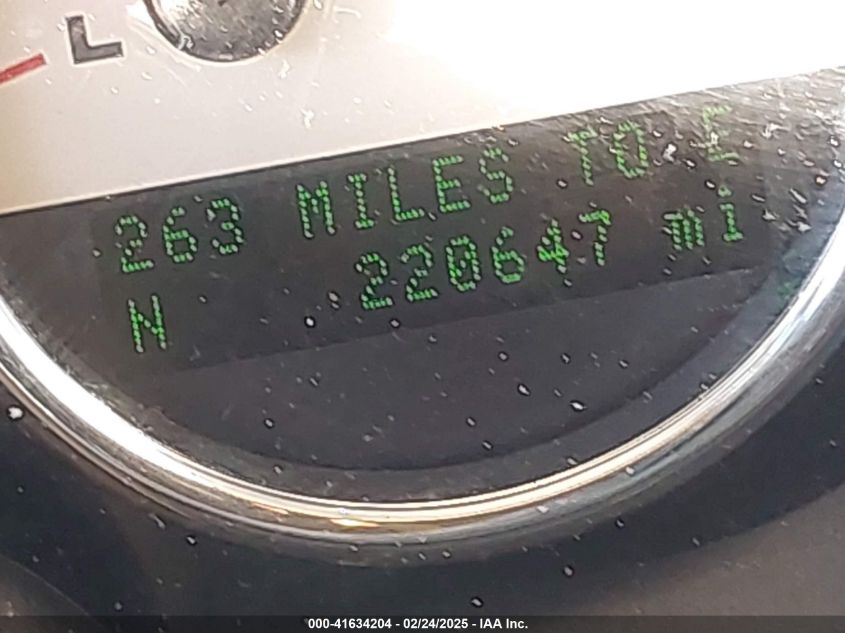 L
263 MILES TO E
N 220647 mi
000-41634204 - 02/24/2025 - IAA Inc.